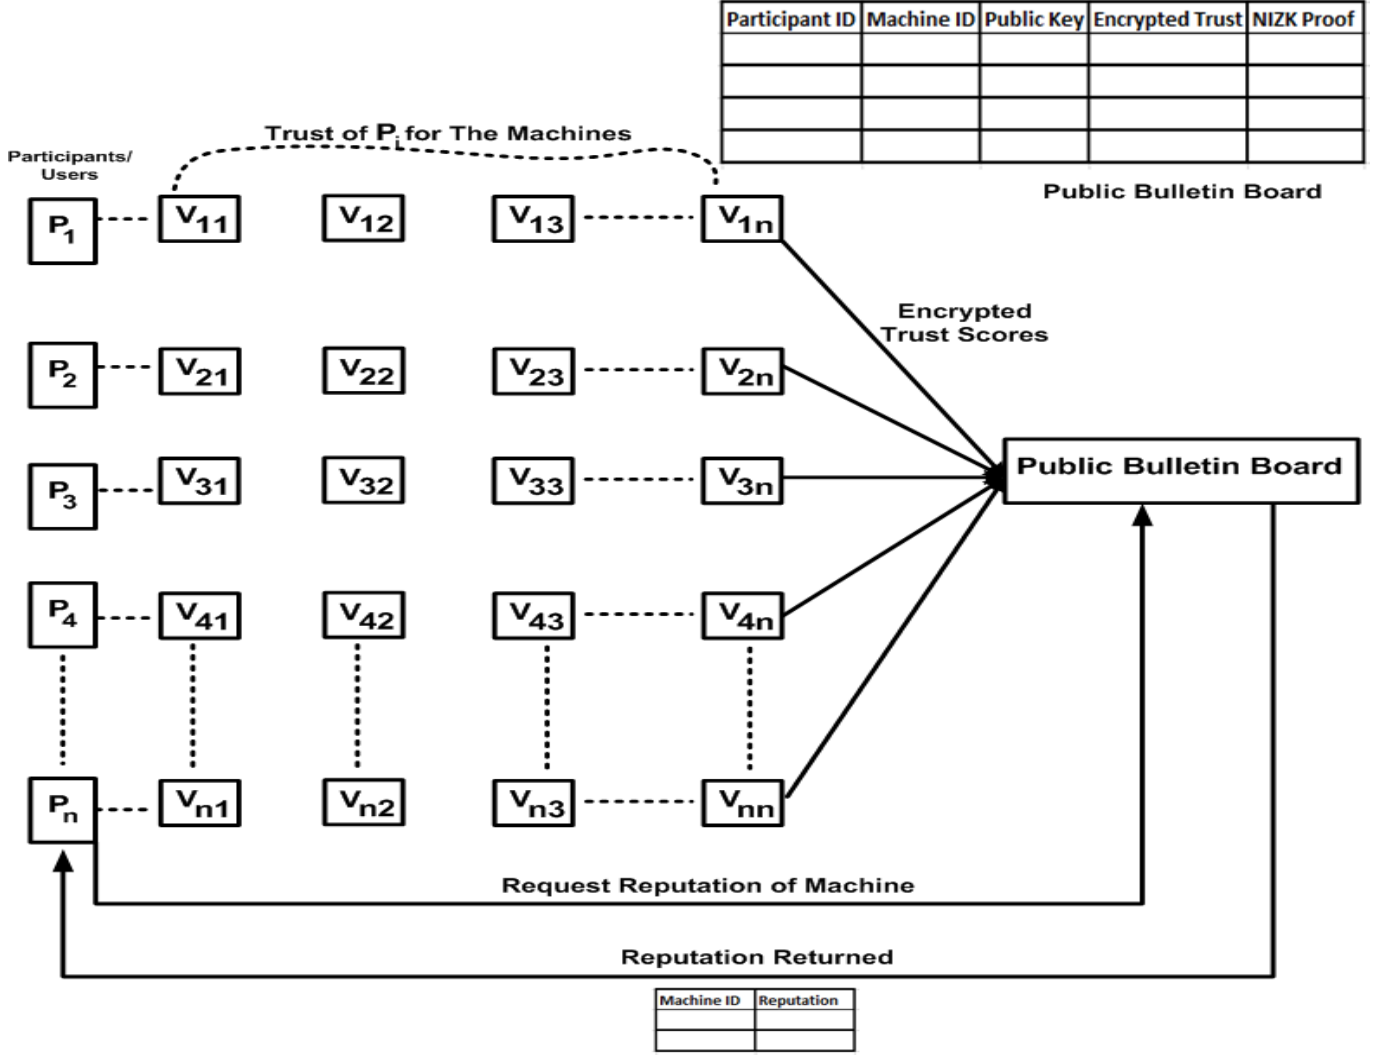 Participant ID Machine ID Public Key Encrypted Trust NIZK Proof
Public Bulletin Board
Trust of Pi for The Machines
Participants/
Users
P1 V11 V12 V13 V1n
Encrypted
Trust Scores
P2 V21 V22 V23 V2n
Public Bulletin Board
P3 V31 V32 V33 V3n
P4 V41 V42 V43 V4n
Pn Vn1 Vn2 Vn3 Vnn
Request Reputation of Machine
Reputation Returned
Machine ID Reputation